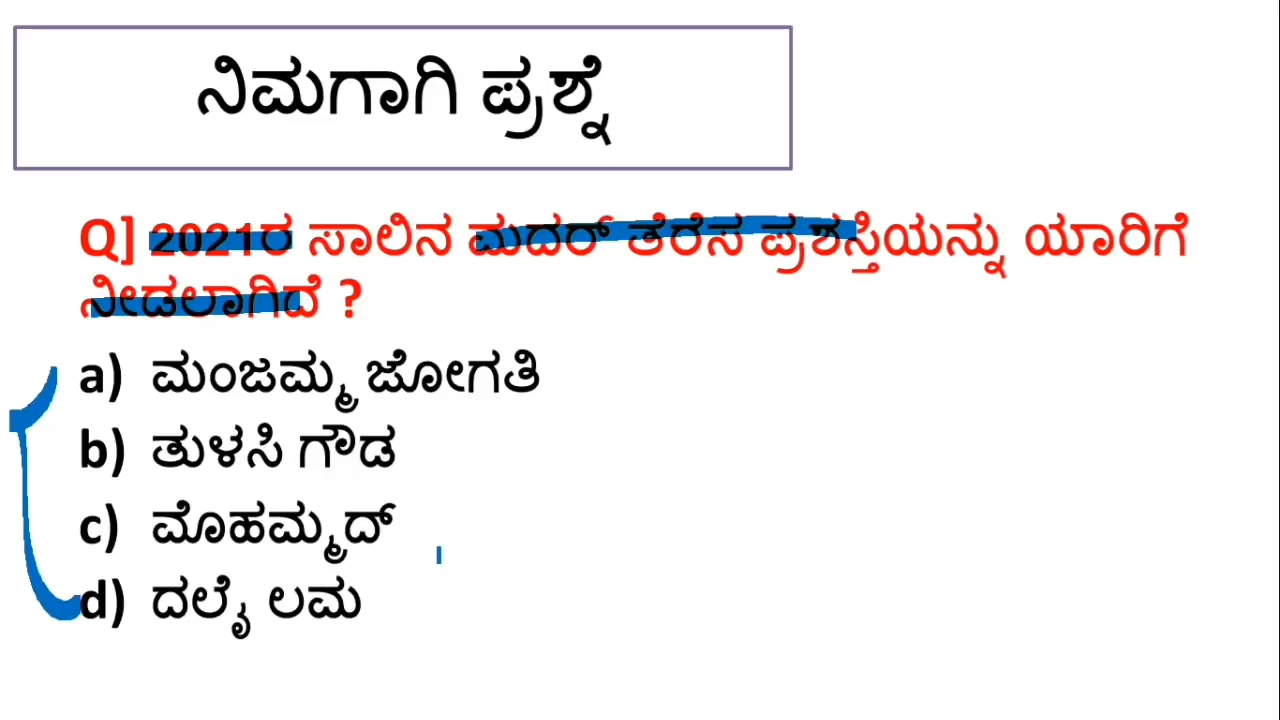 ನಿಮಗಾಗಿ ಪ್ರಶ್ನೆ
Q] 2021ರ ಸಾಲಿನ ಮದರ್ ತೆರೆಸ ಪ್ರಶಸ್ತಿಯನ್ನು ಯಾರಿಗೆ
ನೀಡಲಾಗಿದೆ ?
a) ಮಂಜಮ್ಮ ಜೋಗತಿ
b) ತುಳಸಿ ಗೌಡ
c) ಮೊಹಮ್ಮದ್
d) ದಲೈ ಲಮ